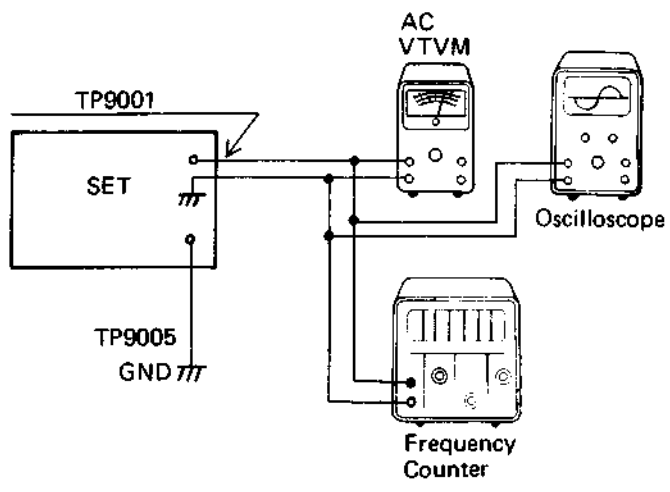 AC
VTVM
TP9001
SET
Oscilloscope
TP9005
GND
Frequency
Counter